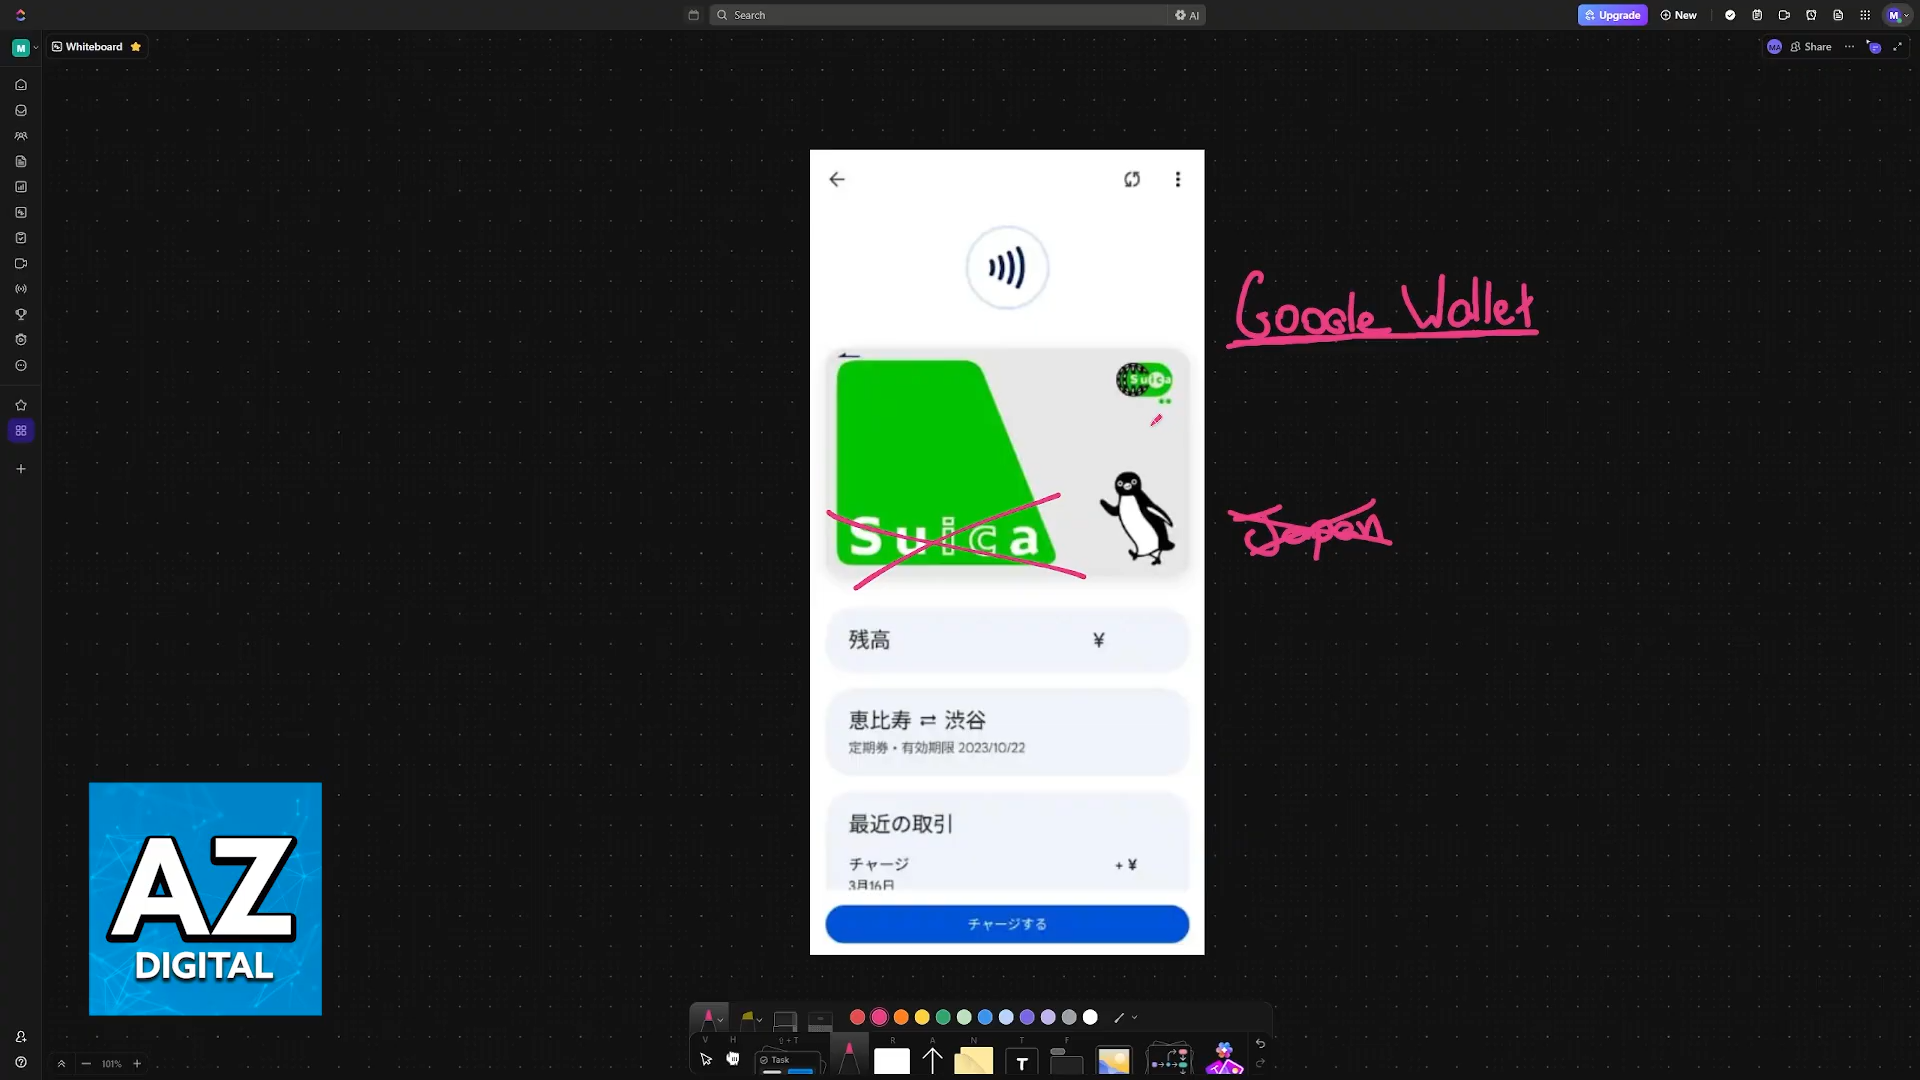 Search
AI
Upgrade
New
M
M
Whiteboard
MA
Share
Google Wallet
Suica
Suica
Japan
残高 ¥
恵比寿 ⇄ 渋谷
定期券・有効期限 2023/10/22
最近の取引
チャージ + ¥
3月16日
チャージする
AZ
DIGITAL
V H ⇧ + T R A N T F
Task
T
101%